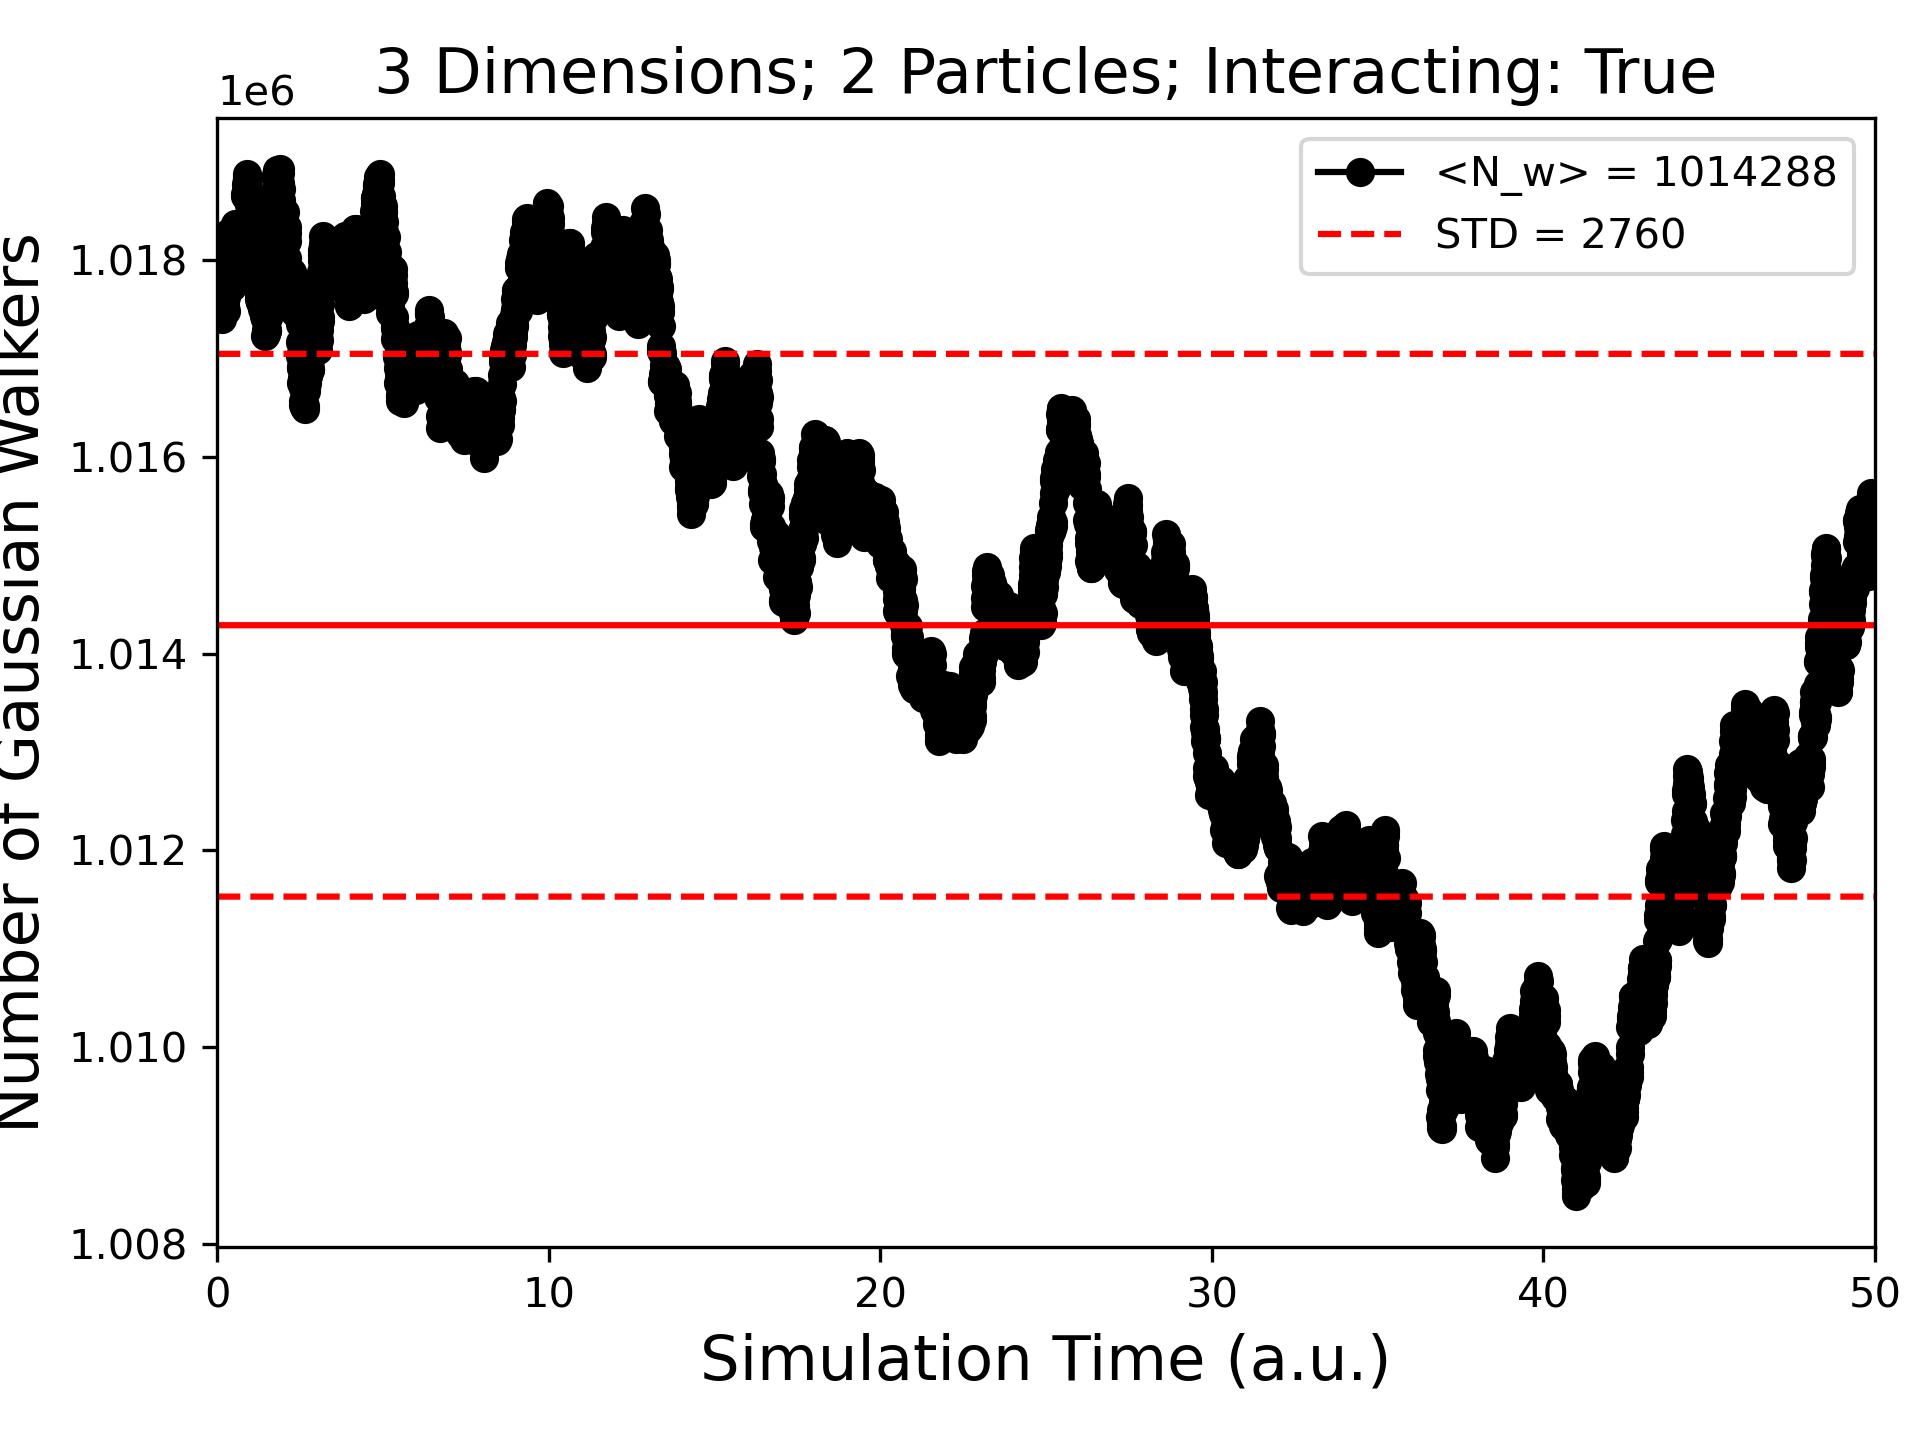 3 Dimensions; 2 Particles; Interacting: True
1e6
<N_w> = 1014288
STD = 2760
Number of Gaussian Walkers
1.018
1.016
1.014
1.012
1.010
1.008
0 10 20 30 40 50
Simulation Time (a.u.)